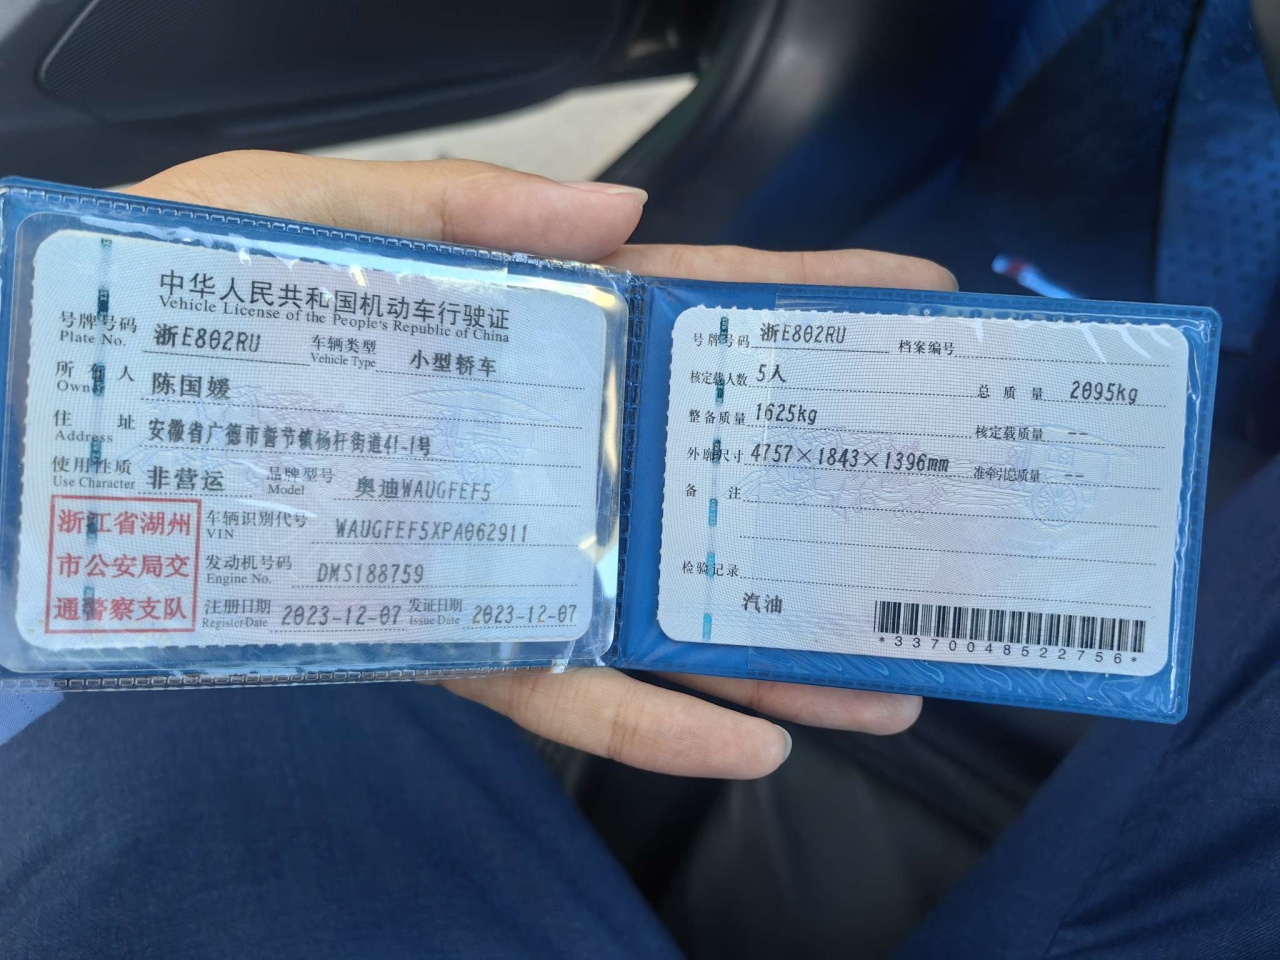 中华人民共和国机动车行驶证
Vehicle License of the People's Republic of China
号牌号码 浙E802RU 车辆类型 小型轿车
Plate No. Vehicle Type
所有人 陈国媛
Owner
住址 安徽省广德市誓节镇杨杆街道41-1号
Address
使用性质 非营运 品牌型号 奥迪WAUGFEF5
Use Character Model
浙江省湖州
市公安局交
通警察支队
车辆识别代号 WAUGFEF5XPA062911
VIN
发动机号码 DMS188759
Engine No.
注册日期 2023-12-07 发证日期 2023-12-07
Register Date Issue Date
号牌号码 浙E802RU 档案编号
核定载人数 5人 总质量 2095kg
整备质量 1625kg 核定载质量 --
外廓尺寸 4757×1843×1396mm 准牵引总质量 --
备注
检验记录
汽油
*3370048522756*